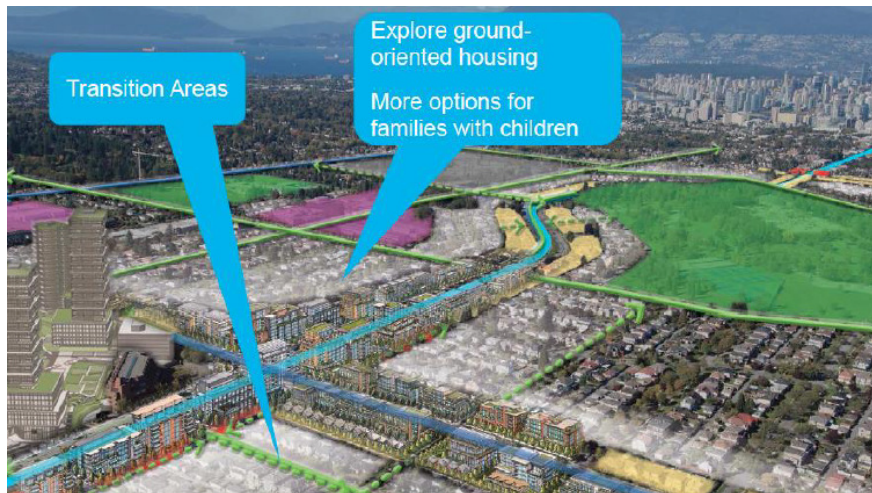 Transition Areas
Explore ground-
oriented housing
More options for
families with children